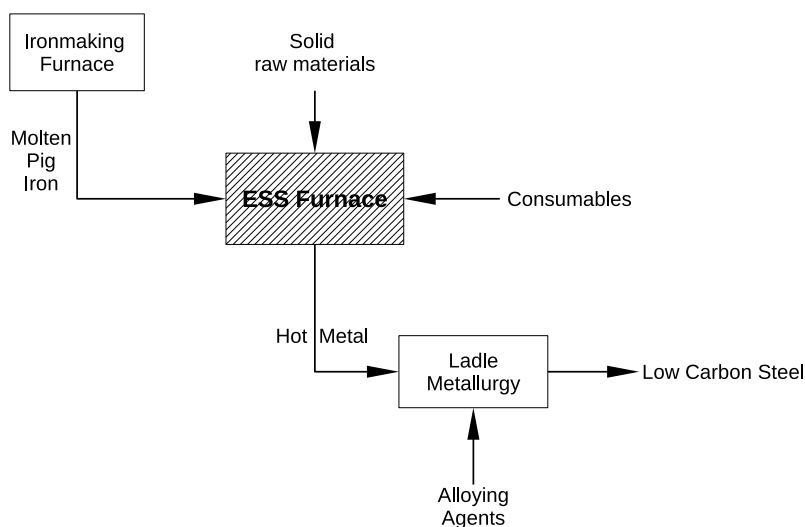 Ironmaking
Furnace
Solid
raw materials
Molten
Pig
Iron
ESS Furnace
Consumables
Hot Metal
Ladle
Metallurgy
Low Carbon Steel
Alloying
Agents